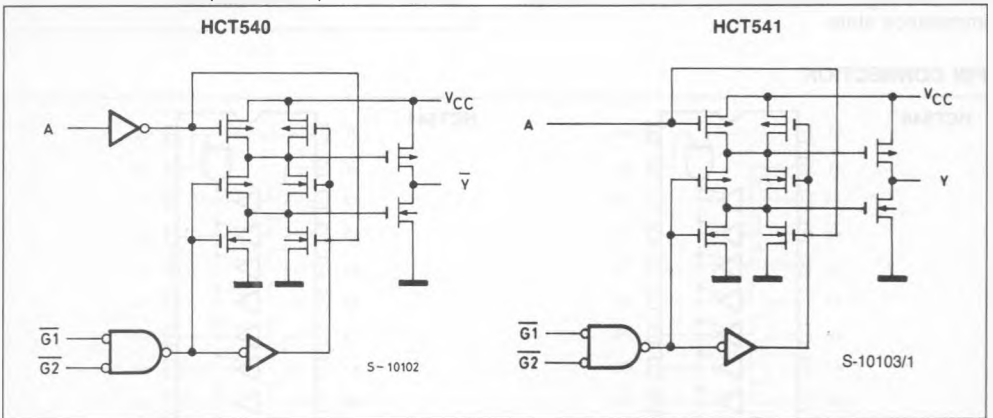 HCT540
A
VCC
Y̅
G1̅
G2̅
S-10102
HCT541
A
VCC
Y
G1̅
G2̅
S-10103/1